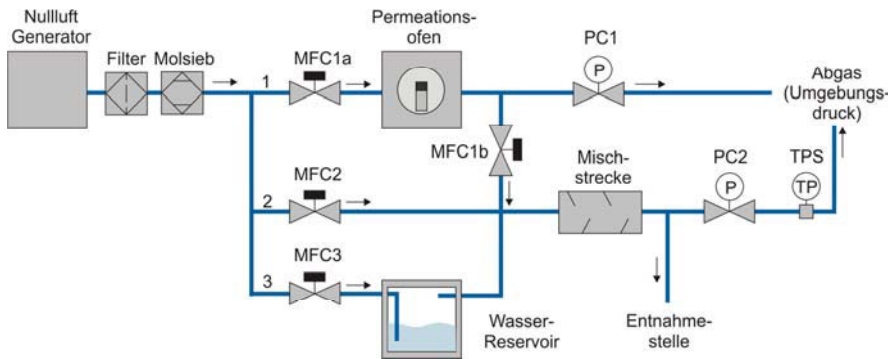 Nullluft
Generator
Filter
Molsieb
1
MFC1a
Permeations-
ofen
PC1
P
Abgas
(Umgebungs-
druck)
MFC1b
2
MFC2
Misch-
strecke
PC2
P
TPS
TP
3
MFC3
Wasser-
Reservoir
Entnahme-
stelle